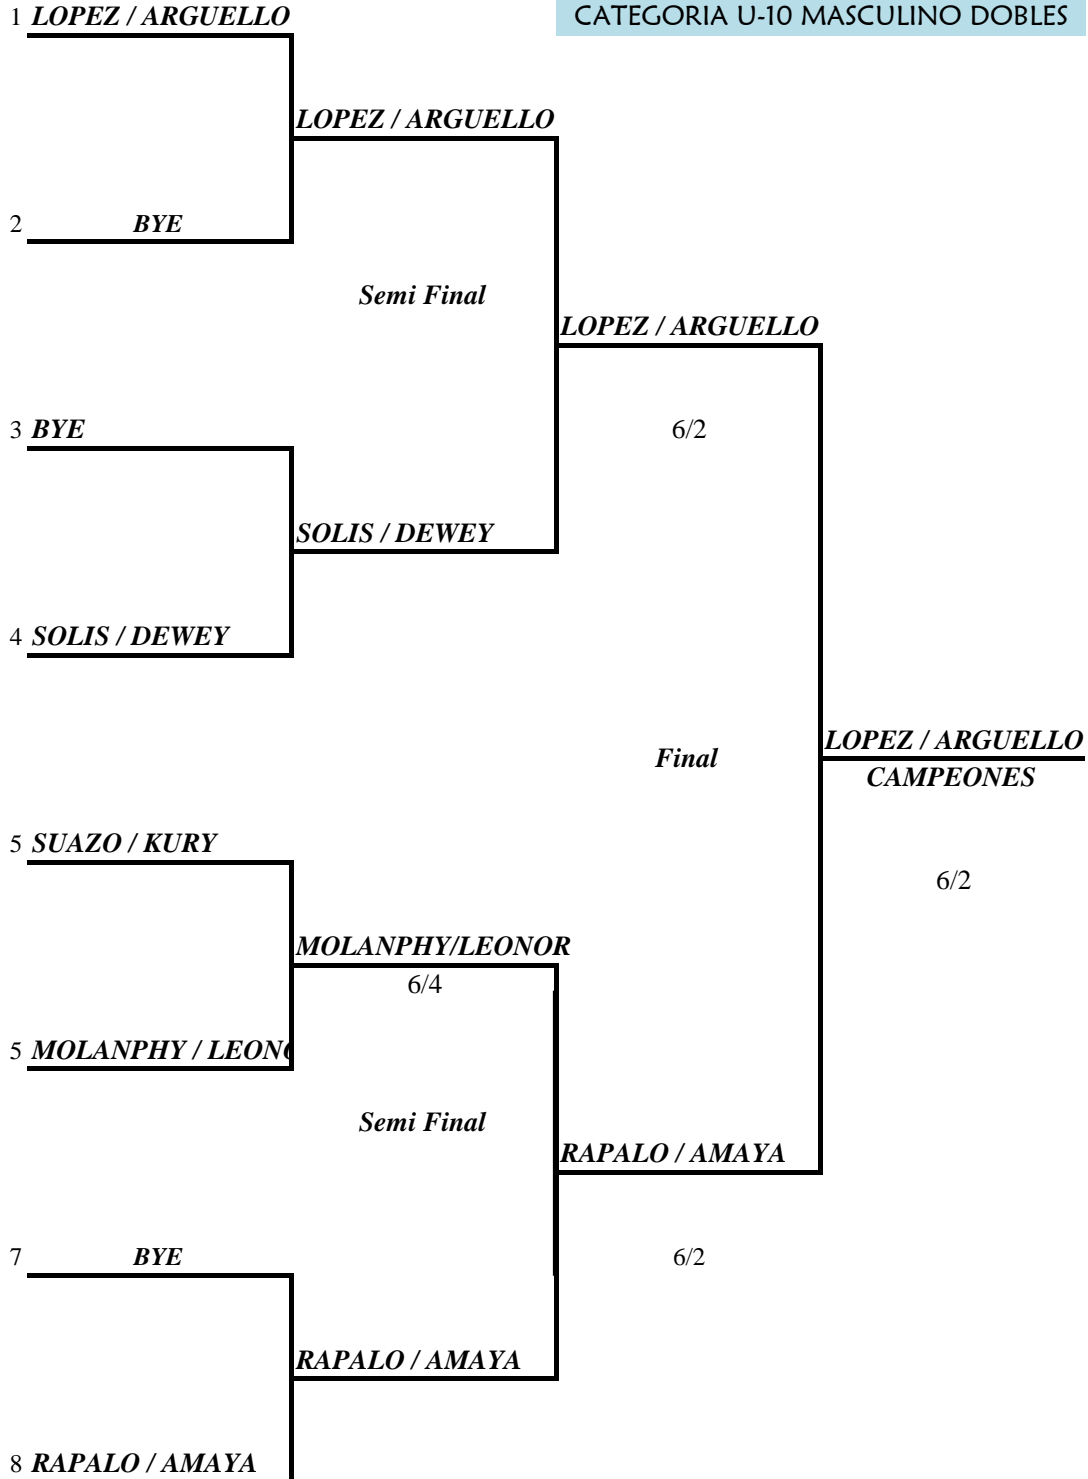 1 LOPEZ / ARGUELLO
CATEGORIA U-10 MASCULINO DOBLES
LOPEZ / ARGUELLO
2 BYE
Semi Final
LOPEZ / ARGUELLO
3 BYE
6/2
SOLIS / DEWEY
4 SOLIS / DEWEY
Final
LOPEZ / ARGUELLO
CAMPEONES
5 SUAZO / KURY
6/2
MOLANPHY/LEONOR
6/4
5 MOLANPHY / LEONO
Semi Final
RAPALO / AMAYA
7 BYE
6/2
RAPALO / AMAYA
8 RAPALO / AMAYA